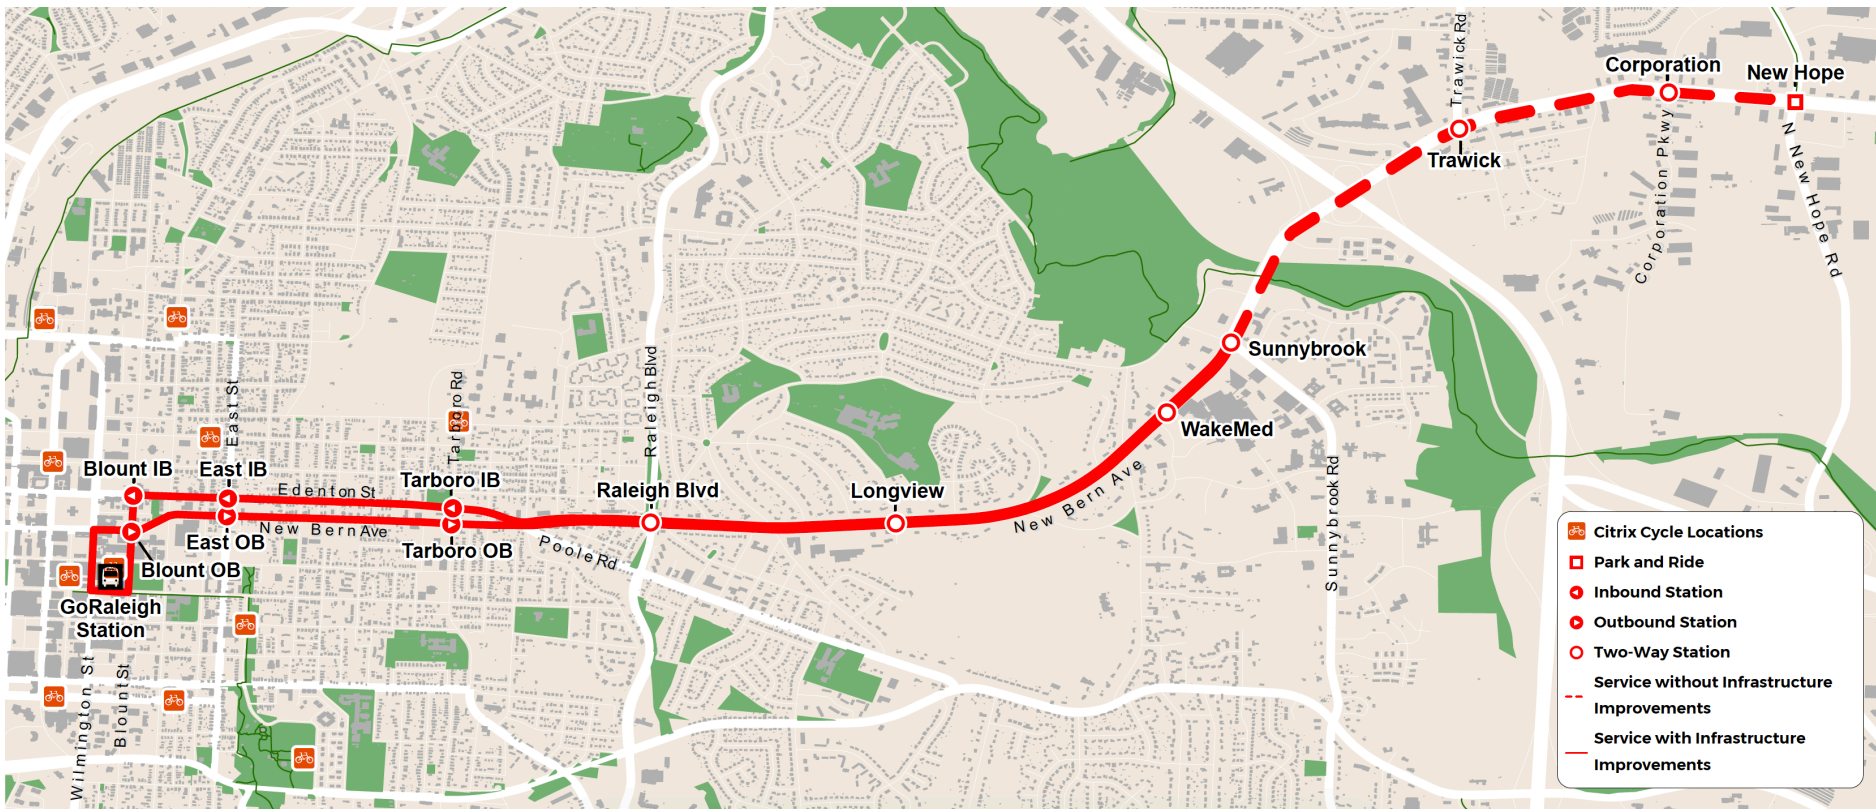 Trawick Rd
Corporation
New Hope
Trawick
Corporation Pkwy
N New Hope Rd
Sunnybrook
WakeMed
Raleigh Blvd
East St
Tarboro Rd
Blount IB
East IB
Tarboro IB
Edenton St
Raleigh Blvd
Longview
New Bern Ave
New Bern Ave
East OB
Tarboro OB
Poole Rd
Blount OB
GoRaleigh
Station
Sunnybrook Rd
Wilmington St
Blount St
Citrix Cycle Locations
Park and Ride
Inbound Station
Outbound Station
Two-Way Station
Service without Infrastructure
Improvements
Service with Infrastructure
Improvements